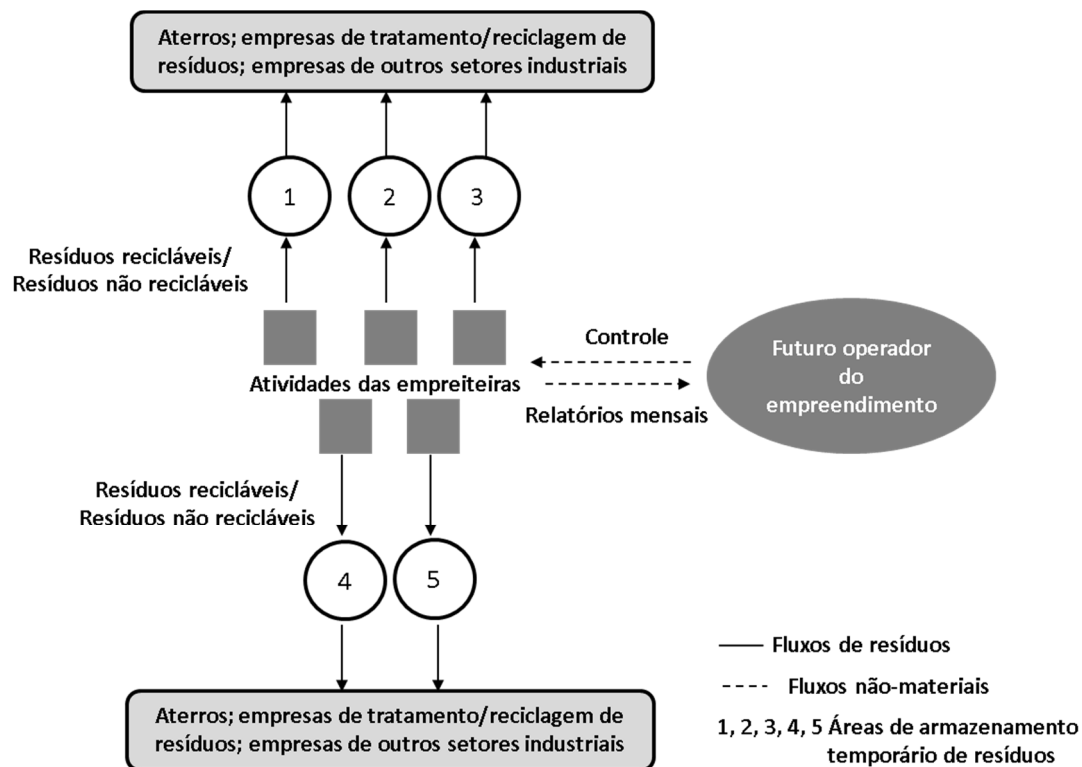 Aterros; empresas de tratamento/reciclagem de
resíduos; empresas de outros setores industriais
1
2
3
Resíduos recicláveis/
Resíduos não recicláveis
Controle
Futuro operador
do
empreendimento
Atividades das empreiteiras
Relatórios mensais
Resíduos recicláveis/
Resíduos não recicláveis
4
5
Fluxos de resíduos
Fluxos não-materiais
1, 2, 3, 4, 5 Áreas de armazenamento
temporário de resíduos
Aterros; empresas de tratamento/reciclagem de
resíduos; empresas de outros setores industriais